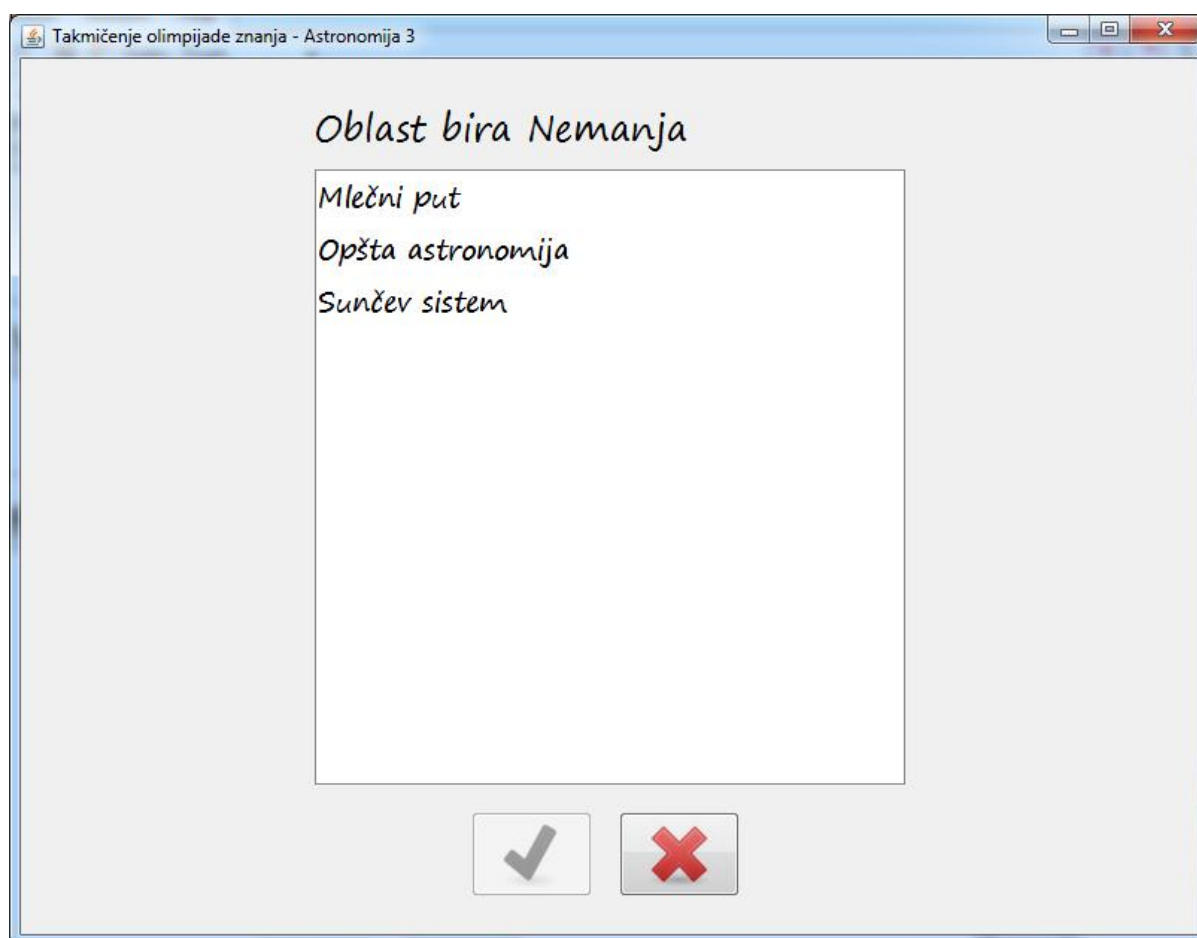 Takmičenje olimpijade znanja - Astronomija 3
Oblast bira Nemanja
Mlečni put
Opšta astronomija
Sunčev sistem